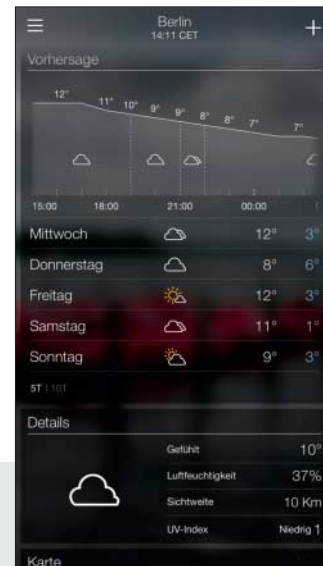 Berlin
14:11 CET
Vorhersage
12° 11° 10° 9° 9° 8° 8° 7° 7°
15:00 18:00 21:00 00:00
Mittwoch 12° 3°
Donnerstag 8° 6°
Freitag 12° 3°
Samstag 11° 1°
Sonntag 9° 3°
5T | 10T
Details
Gefühlt 10°
Luftfeuchtigkeit 37%
Sichtweite 10 Km
UV-Index Niedrig 1
Karte